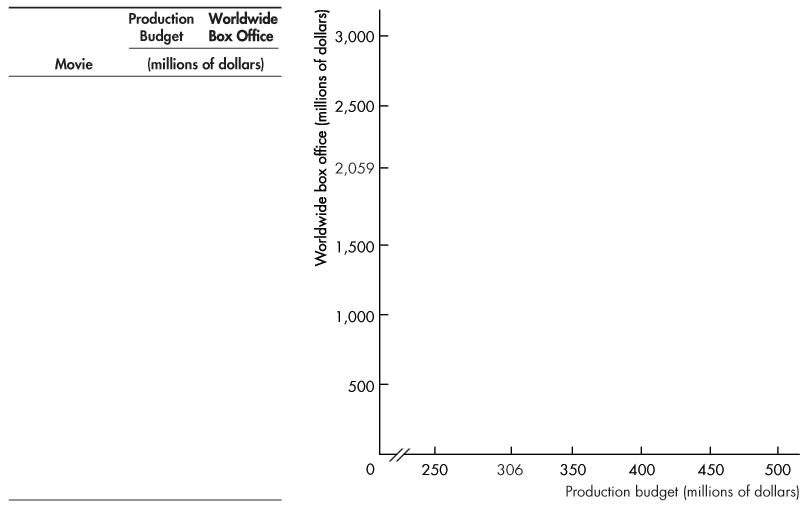 Production Worldwide
Budget Box Office
Movie (millions of dollars)
Worldwide box office (millions of dollars)
3,000
2,500
2,059
1,500
1,000
500
0 250 306 350 400 450 500
Production budget (millions of dollars)